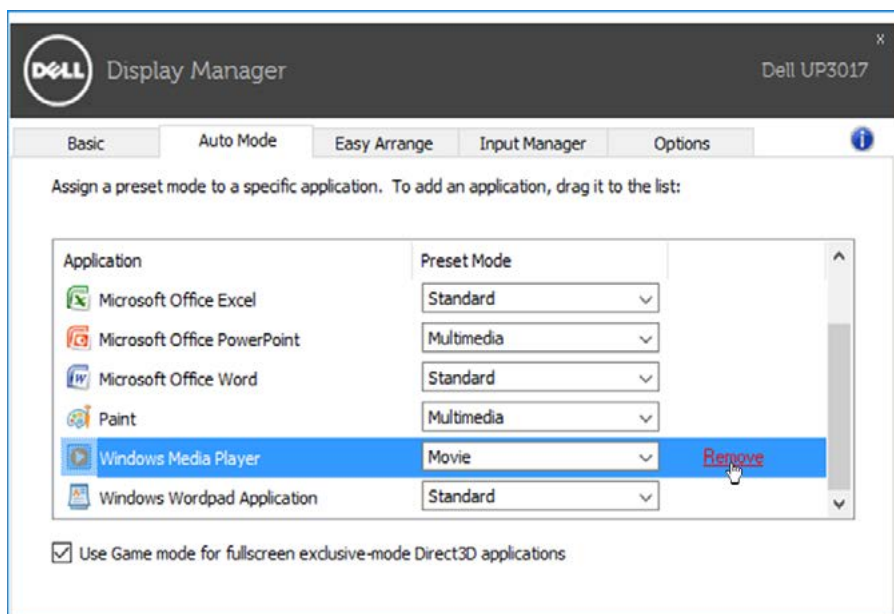 DELL Display Manager Dell UP3017 x
Basic Auto Mode Easy Arrange Input Manager Options i
Assign a preset mode to a specific application. To add an application, drag it to the list:
Application Preset Mode
Microsoft Office Excel Standard
Microsoft Office PowerPoint Multimedia
Microsoft Office Word Standard
Paint Multimedia
Windows Media Player Movie Remove
Windows Wordpad Application Standard
Use Game mode for fullscreen exclusive-mode Direct3D applications